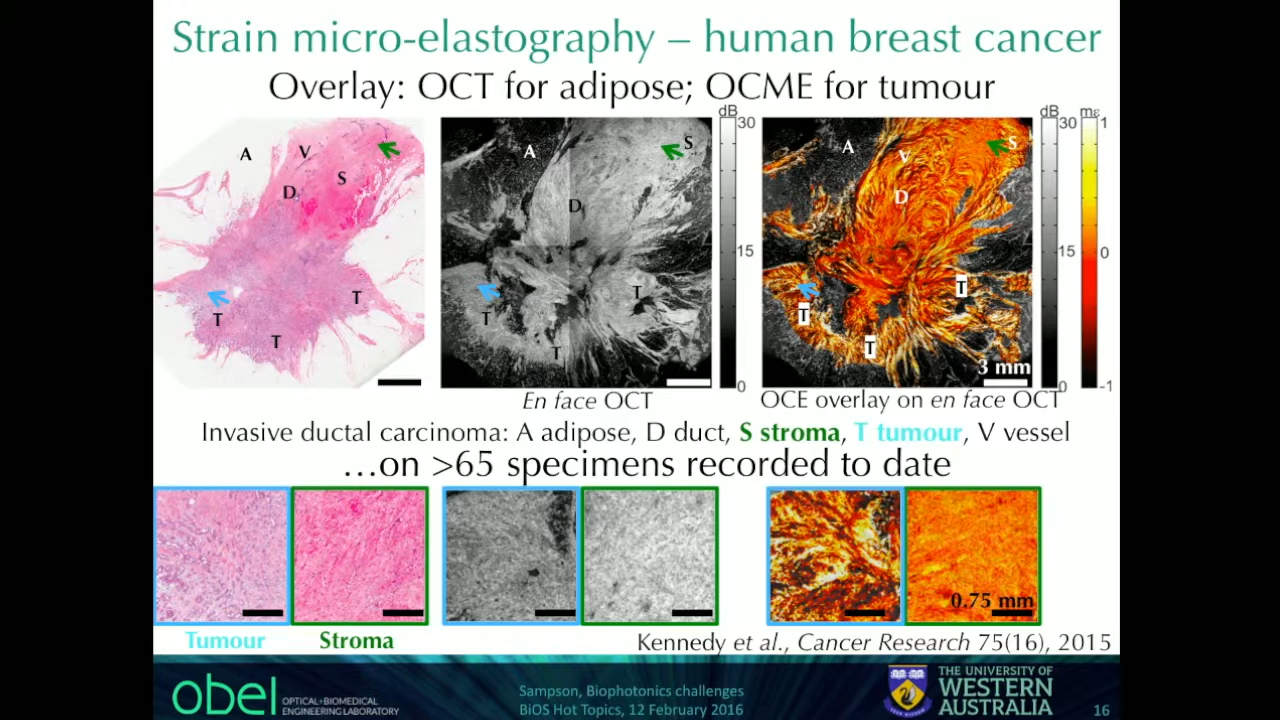 Strain micro-elastography – human breast cancer
Overlay: OCT for adipose; OCME for tumour
dB
30
15
0
dB
30
15
0
mε
1
0
-1
A
V
S
D
T
T
T
A
S
D
T
T
T
A
V
S
D
T
T
T
3 mm
En face OCT
OCE overlay on en face OCT
Invasive ductal carcinoma: A adipose, D duct, S stroma, T tumour, V vessel
…on >65 specimens recorded to date
0.75 mm
Tumour
Stroma
Kennedy et al., Cancer Research 75(16), 2015
obel
OPTICAL+BIOMEDICAL
ENGINEERING LABORATORY
Sampson, Biophotonics challenges
BiOS Hot Topics, 12 February 2016
THE UNIVERSITY OF
WESTERN
AUSTRALIA
16